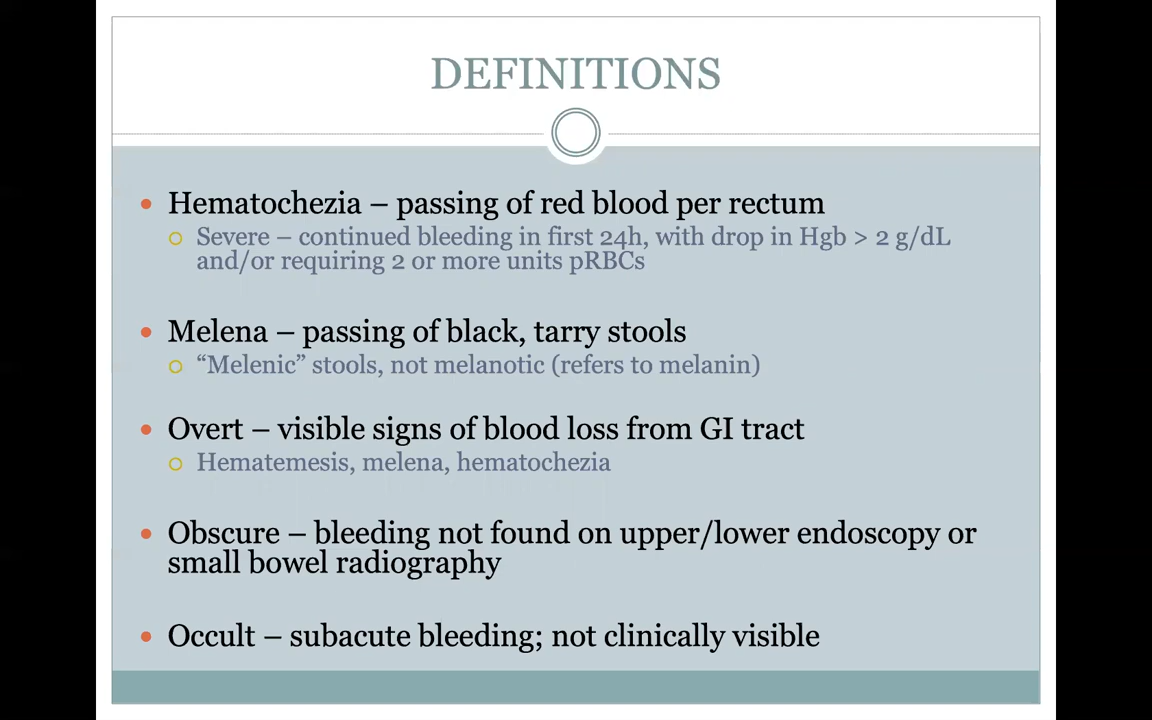 DEFINITIONS
• Hematochezia – passing of red blood per rectum
○ Severe – continued bleeding in first 24h, with drop in Hgb > 2 g/dL
and/or requiring 2 or more units pRBCs
• Melena – passing of black, tarry stools
○ “Melenic” stools, not melanotic (refers to melanin)
• Overt – visible signs of blood loss from GI tract
○ Hematemesis, melena, hematochezia
• Obscure – bleeding not found on upper/lower endoscopy or
small bowel radiography
• Occult – subacute bleeding; not clinically visible